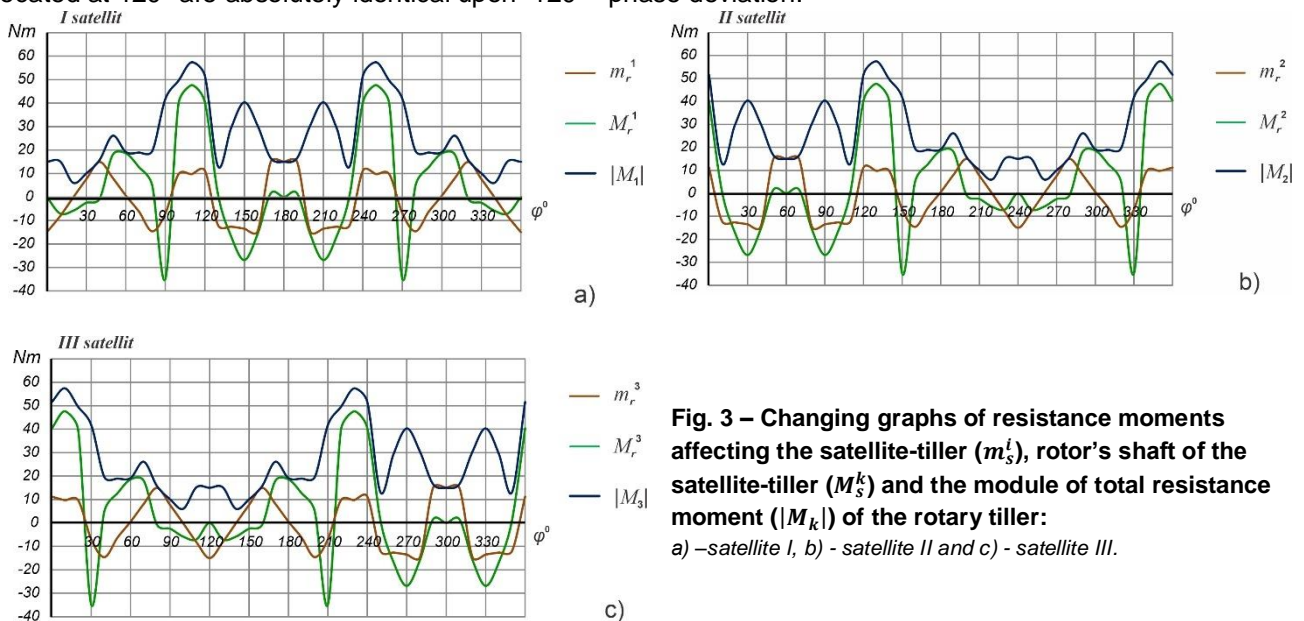 located at 120° are absolutely identical upon 120° phase deviation.
I satellit
Nm
60
50
40
30
20
10
0
-10
-20
-30
-40
30 60 90 120 150 180 210 240 270 300 330
φ⁰
m_r^1
M_r^1
|M_1|
a)
II satellit
Nm
60
50
40
30
20
10
0
-10
-20
-30
-40
30 60 90 120 150 180 210 240 270 300 330
φ⁰
m_r^2
M_r^2
|M_2|
b)
III satellit
Nm
60
50
40
30
20
10
0
-10
-20
-30
-40
30 60 90 120 150 180 210 240 270 300 330
φ⁰
m_r^3
M_r^3
|M_3|
c)
Fig. 3 – Changing graphs of resistance moments
affecting the satellite-tiller (m_s^i), rotor's shaft of the
satellite-tiller (M_s^k) and the module of total resistance
moment (|M_k|) of the rotary tiller:
a) –satellite I, b) - satellite II and c) - satellite III.